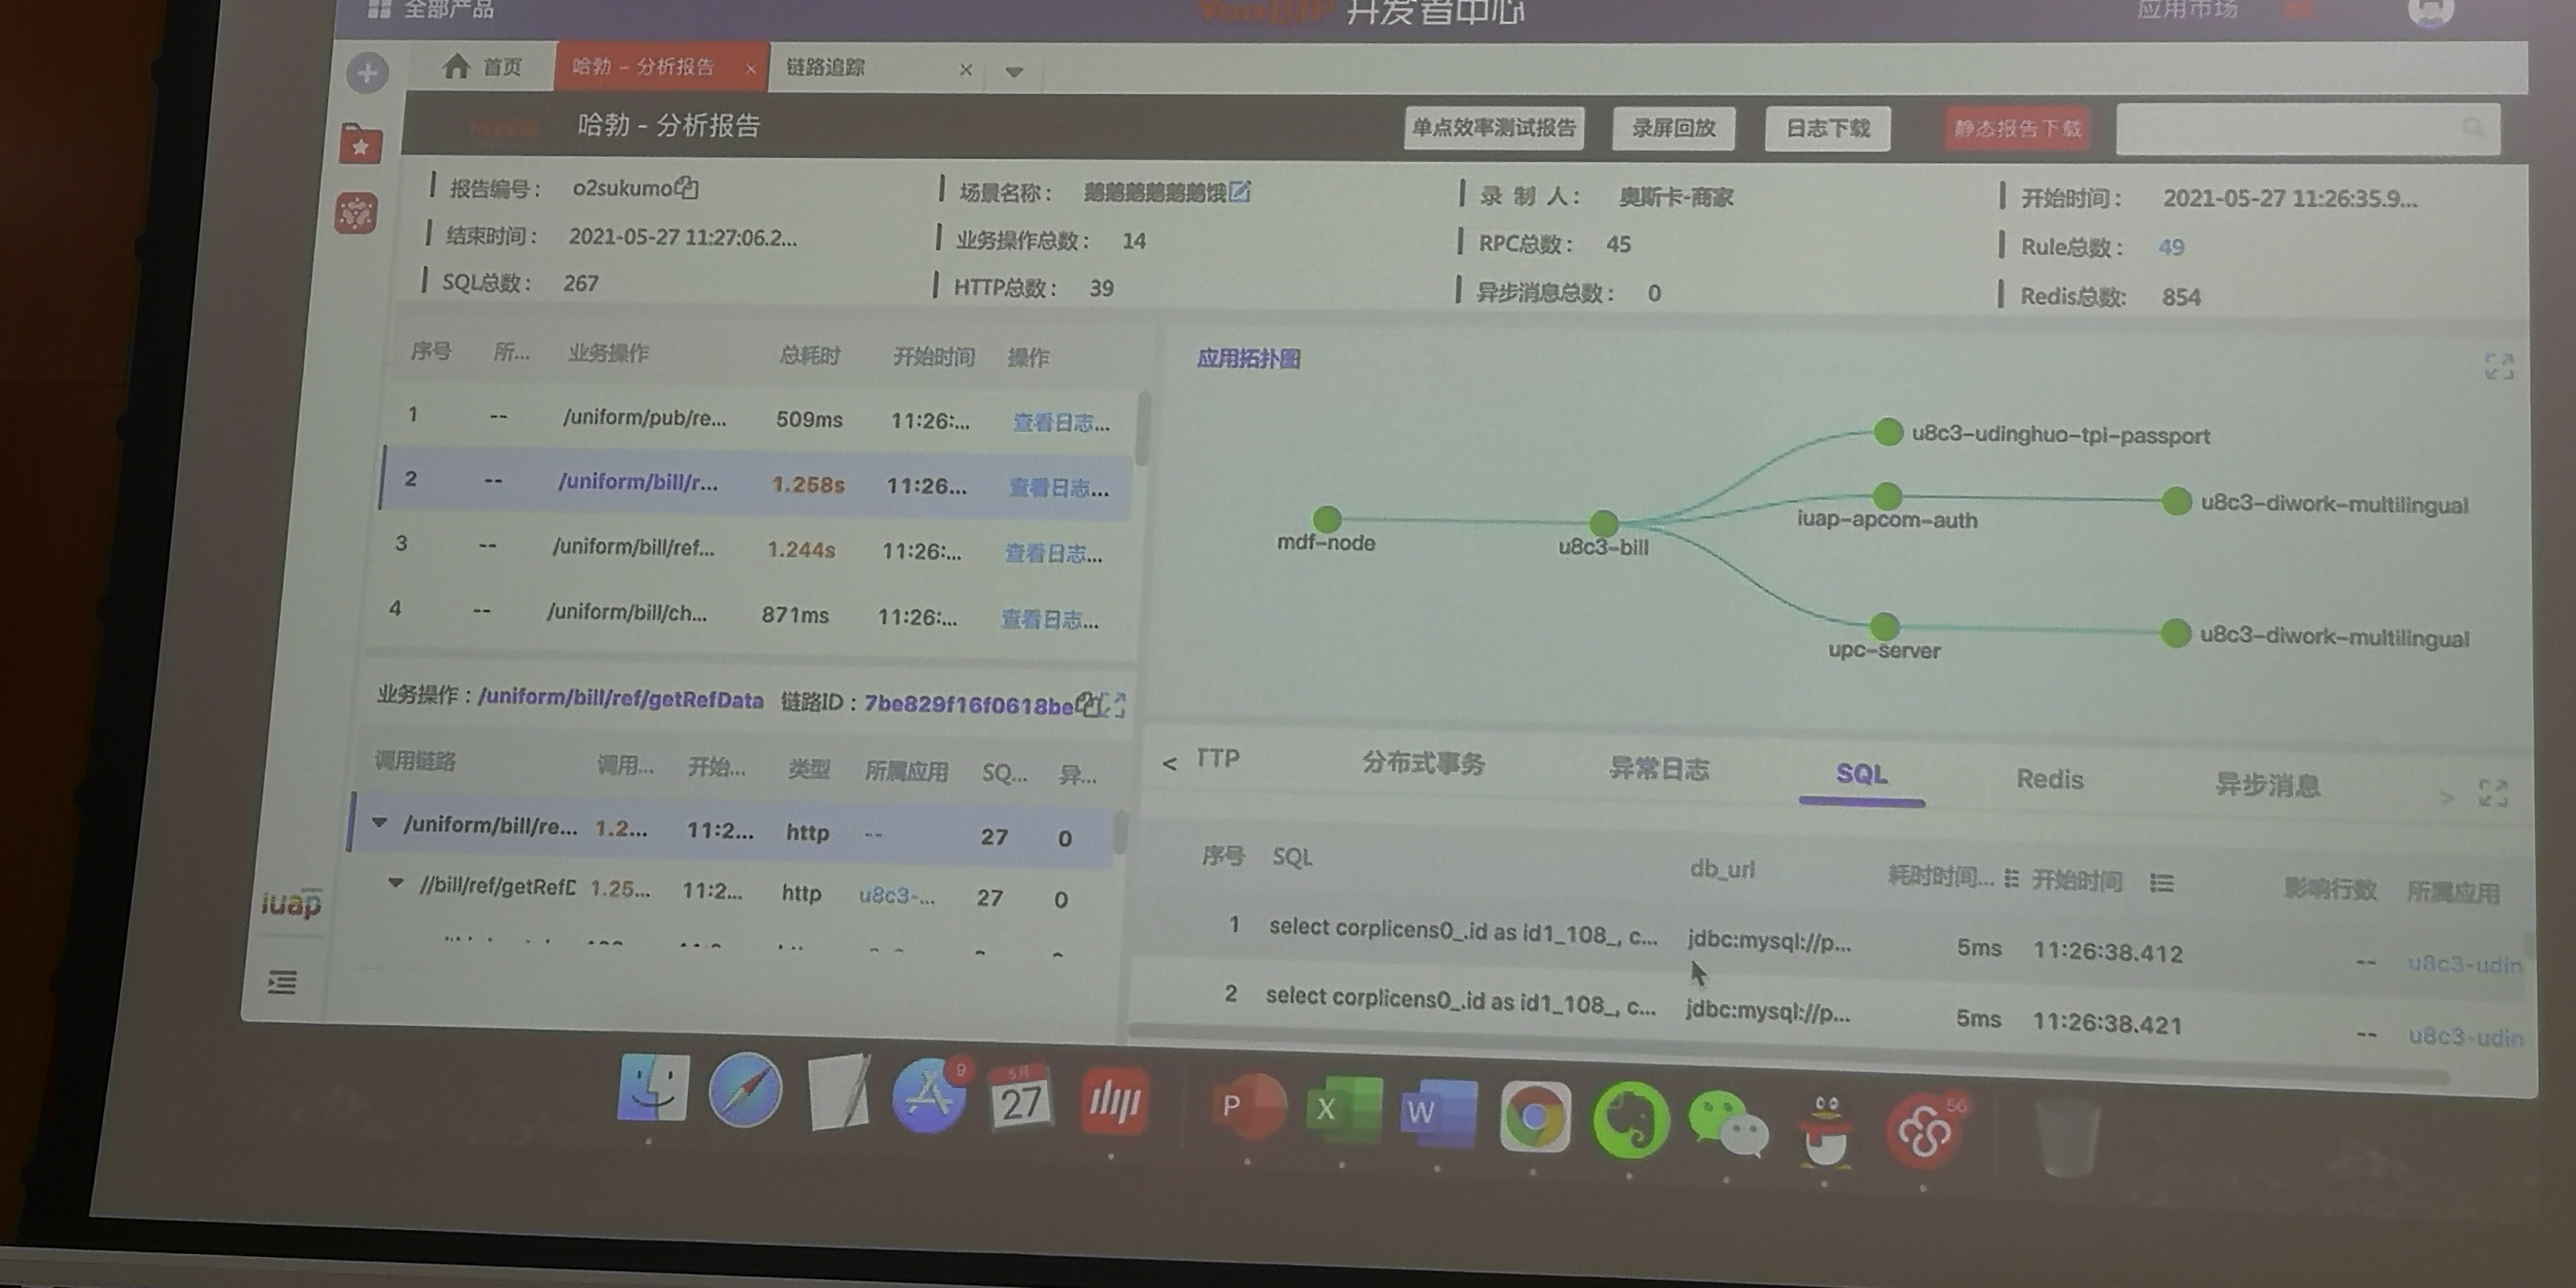 全部产品 YonBIP 开发者中心 应用市场
首页 哈勃 - 分析报告 × 链路追踪 ×
哈勃 - 分析报告 单点效率测试报告 录屏回放 日志下载 静态报告下载
报告编号： o2sukumo 场景名称： 鹅鹅鹅鹅鹅鹅饿 录 制 人： 奥斯卡-商家 开始时间： 2021-05-27 11:26:35.9...
结束时间： 2021-05-27 11:27:06.2... 业务操作总数： 14 RPC总数： 45 Rule总数： 49
SQL总数： 267 HTTP总数： 39 异步消息总数： 0 Redis总数: 854
序号 所... 业务操作 总耗时 开始时间 操作
1 -- /uniform/pub/re... 509ms 11:26:... 查看日志...
2 -- /uniform/bill/r... 1.258s 11:26... 查看日志...
3 -- /uniform/bill/ref... 1.244s 11:26:... 查看日志...
4 -- /uniform/bill/ch... 871ms 11:26:... 查看日志...
应用拓扑图
u8c3-udinghuo-tpi-passport
mdf-node
u8c3-bill
iuap-apcom-auth
u8c3-diwork-multilingual
upc-server
u8c3-diwork-multilingual
业务操作：/uniform/bill/ref/getRefData 链路ID：7be829f16f0618be
调用链路 调用... 开始... 类型 所属应用 SQ... 异...
/uniform/bill/re... 1.2... 11:2... http -- 27 0
//bill/ref/getRefD 1.25... 11:2... http u8c3-... 27 0
< TTP 分布式事务 异常日志 SQL Redis 异步消息 >
序号 SQL db_url 耗时时间... 开始时间 影响行数 所属应用
1 select corplicens0_.id as id1_108_, c... jdbc:mysql://p... 5ms 11:26:38.412 -- u8c3-udin
2 select corplicens0_.id as id1_108_, c... jdbc:mysql://p... 5ms 11:26:38.421 -- u8c3-udin
iuap
9 5月 27 P X W 56